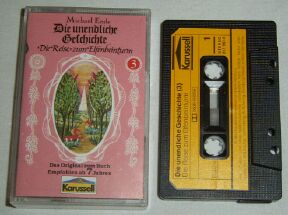 Michael Ende
Die unendliche
Geschichte
·Die Reise zum Elfenbeinturm·
3
Das Original zum Buch
Empfohlen ab 7 Jahren
Karussell
Karussell
1
STEREO
Die unendliche Geschichte (3)
Die Reise zum Elfenbeinturm